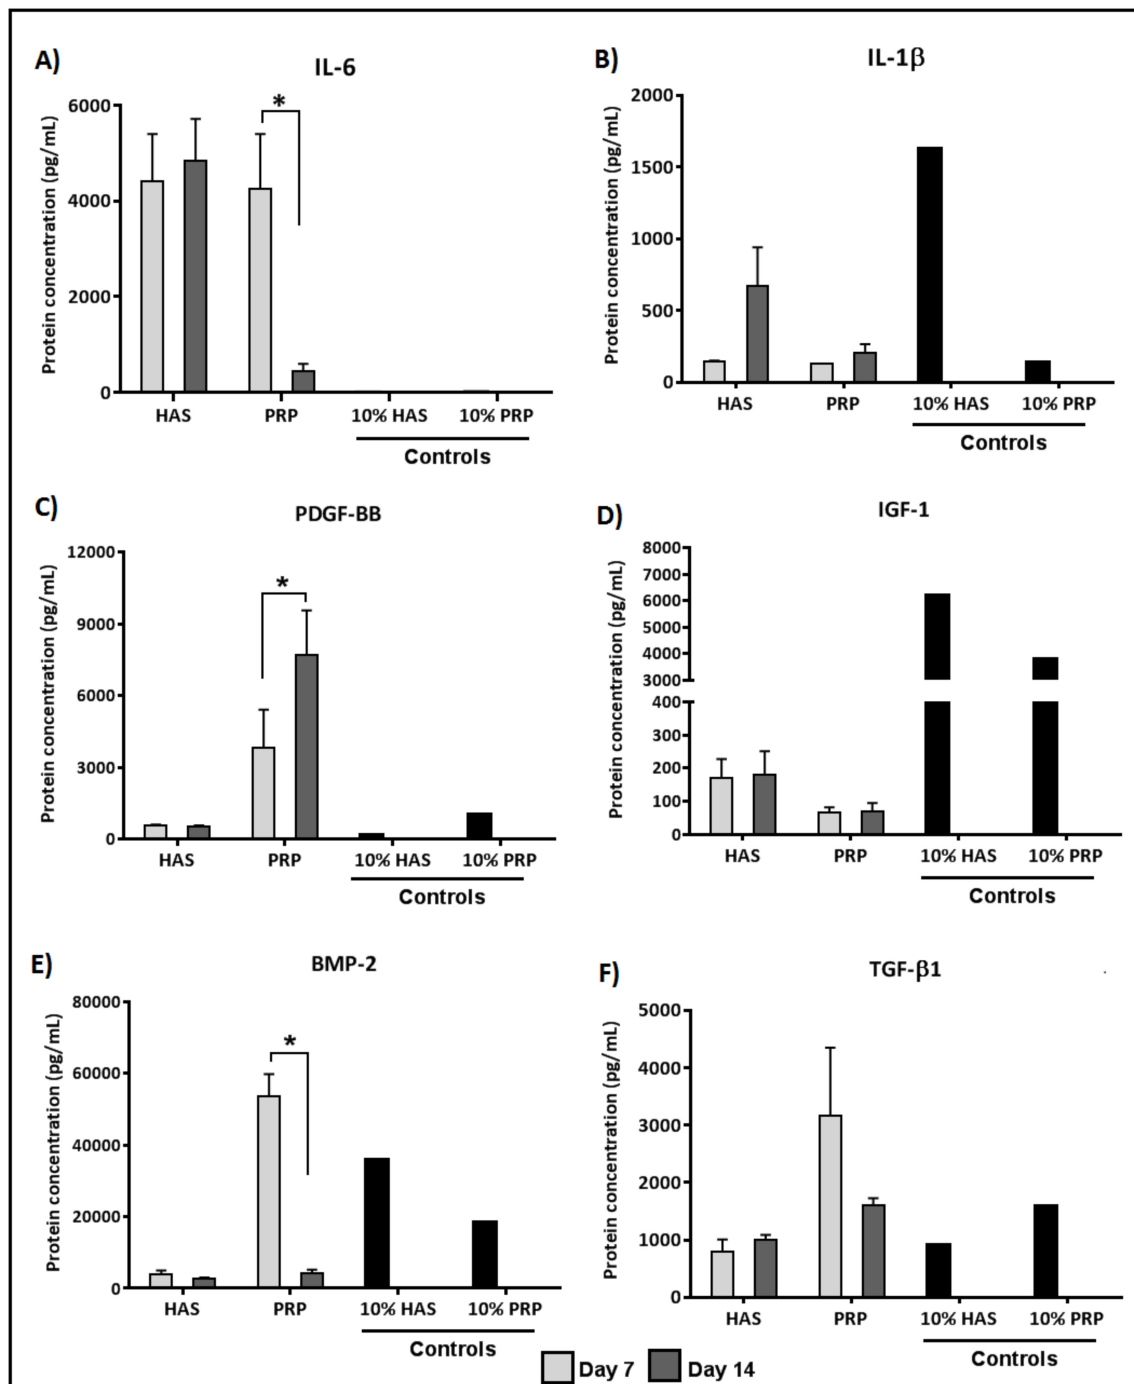 A)
IL-6
Protein concentration (pg/mL)
6000
4000
2000
0
*
HAS
PRP
10% HAS
10% PRP
Controls
B)
IL-1β
Protein concentration (pg/mL)
2000
1500
1000
500
0
HAS
PRP
10% HAS
10% PRP
Controls
C)
PDGF-BB
Protein concentration (pg/mL)
12000
9000
6000
3000
0
*
HAS
PRP
10% HAS
10% PRP
Controls
D)
IGF-1
Protein concentration (pg/mL)
8000
7000
6000
5000
4000
3000
400
300
200
100
0
HAS
PRP
10% HAS
10% PRP
Controls
E)
BMP-2
Protein concentration (pg/mL)
80000
60000
40000
20000
0
*
HAS
PRP
10% HAS
10% PRP
Controls
F)
TGF-β1
Protein concentration (pg/mL)
5000
4000
3000
2000
1000
0
HAS
PRP
10% HAS
10% PRP
Controls
Day 7
Day 14